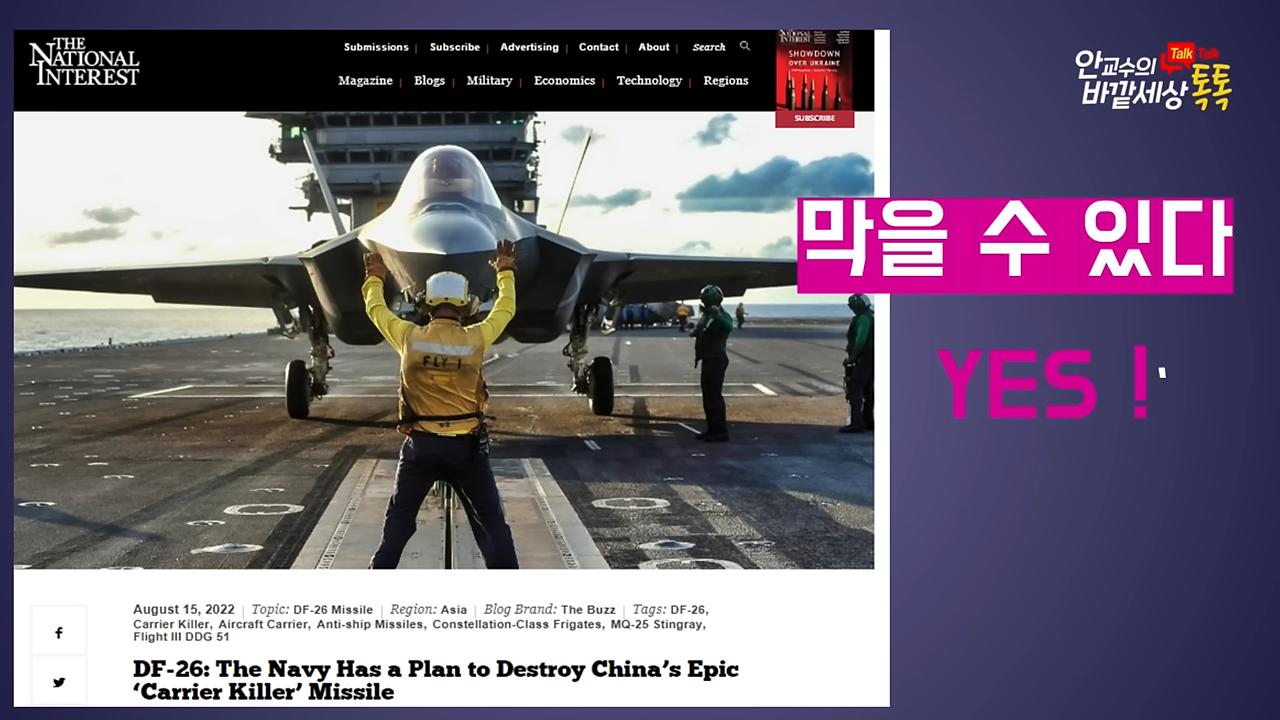 THE
NATIONAL
INTEREST
Submissions | Subscribe | Advertising | Contact | About | Search
Magazine | Blogs | Military | Economics | Technology | Regions
SHOWDOWN
OVER UKRAINE
SUBSCRIBE
안교수의 Talk Talk
바깥세상 톡톡
막을 수 있다
YES !'
FLY 1
August 15, 2022 | Topic: DF-26 Missile | Region: Asia | Blog Brand: The Buzz | Tags: DF-26,
Carrier Killer, Aircraft Carrier, Anti-ship Missiles, Constellation-Class Frigates, MQ-25 Stingray,
Flight III DDG 51
DF-26: The Navy Has a Plan to Destroy China's Epic
'Carrier Killer' Missile